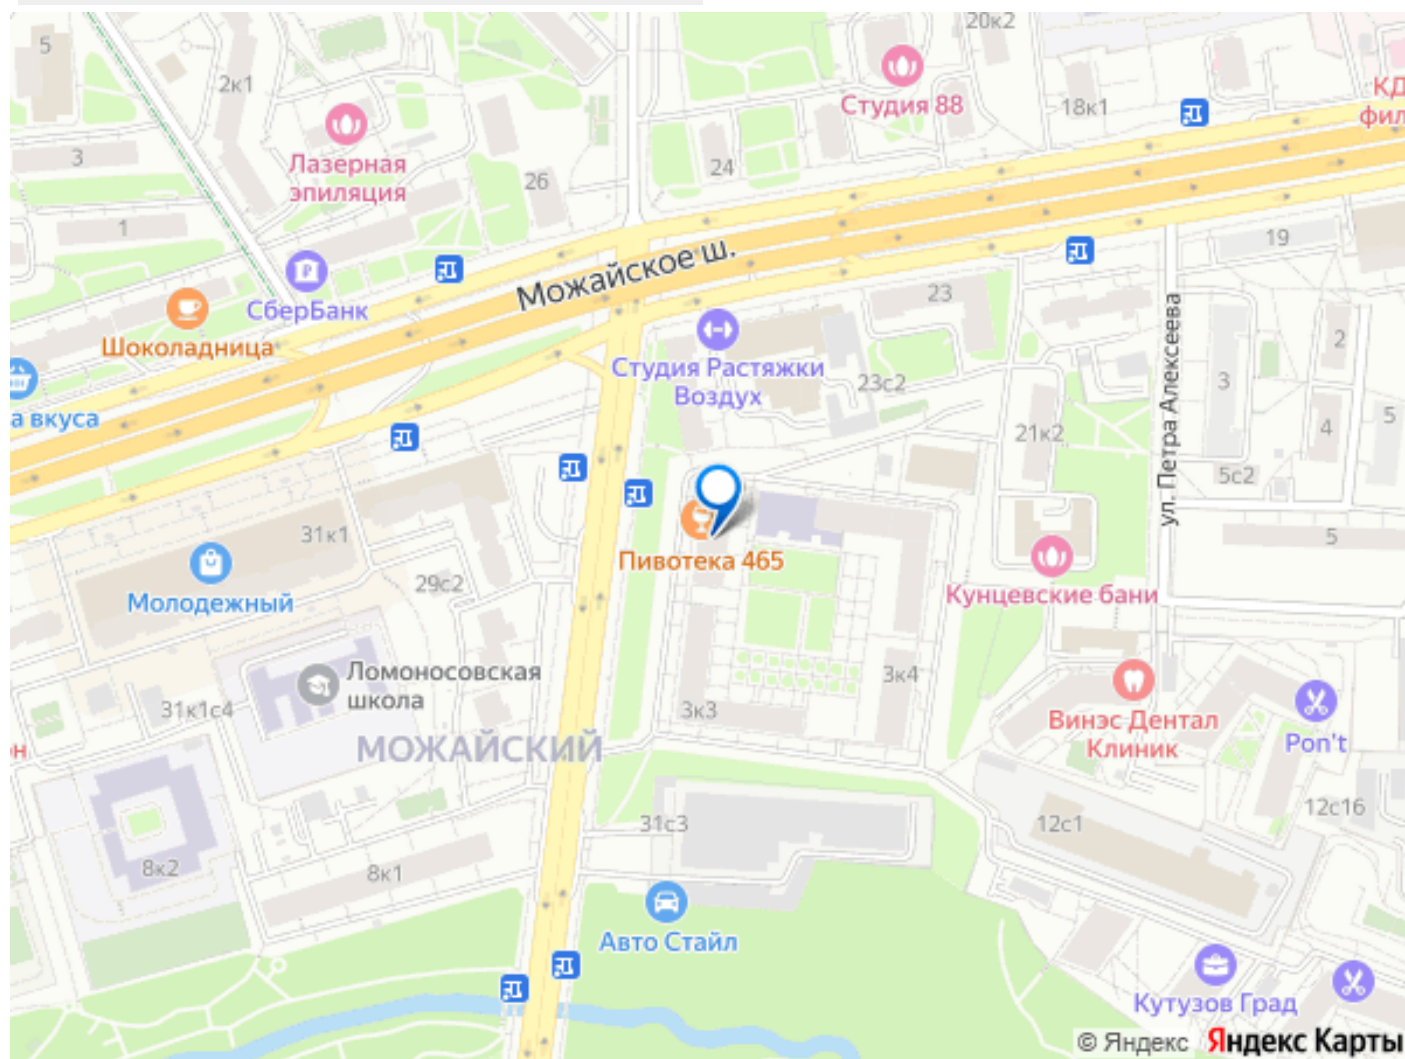 5
2к1
20к2
Студия 88
18к1
КД
фил
3
Лазерная
эпиляция
26
24
1
19
Можайское ш.
СберБанк
23
Шоколадница
2
Студия Растяжки
Воздух
23с2
ул. Петра Алексеева
3
а вкуса
21к2
4
5
5с2
31к1
5
Пивотека 465
Молодежный
29с2
Кунцевские бани
Ломоносовская
школа
3к4
31к1с4
3к3
Винэс Дентал
Клиник
Pon't
он
МОЖАЙСКИЙ
31с3
12с1
12с16
8к2
8к1
Авто Стайл
Кутузов Град
© Яндекс Яндекс Карты